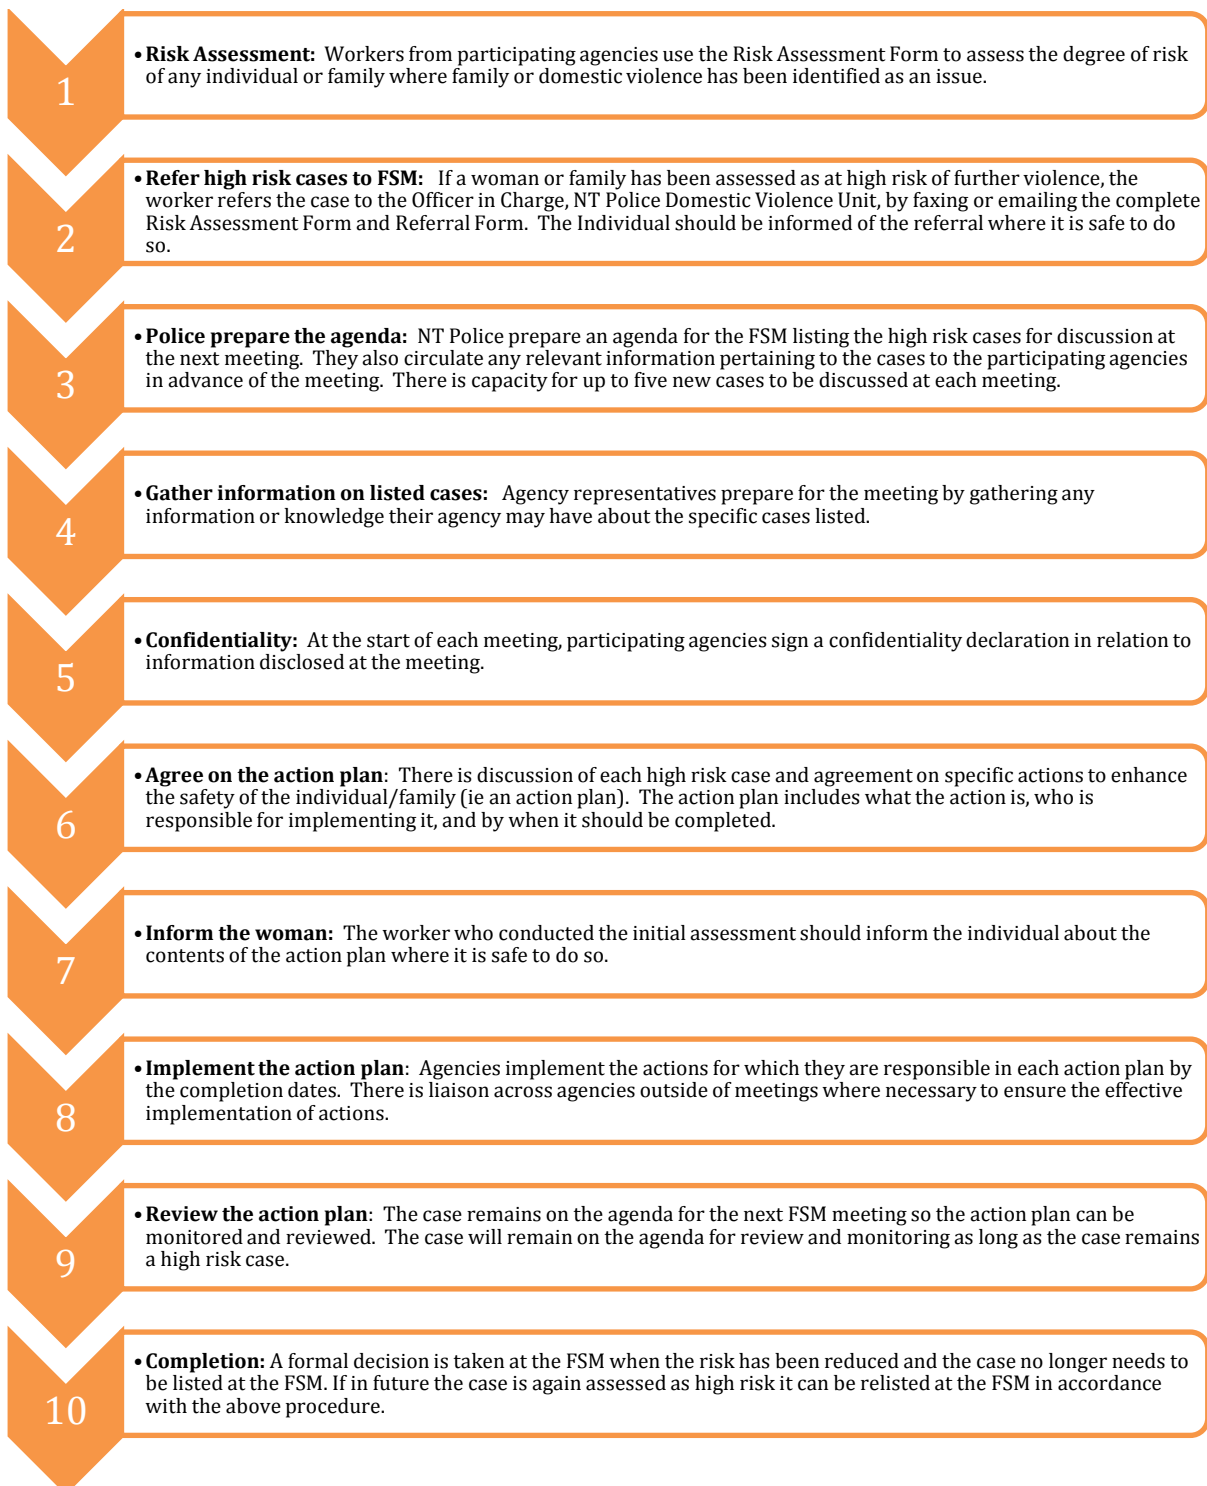 1
•Risk Assessment: Workers from participating agencies use the Risk Assessment Form to assess the degree of risk
of any individual or family where family or domestic violence has been identified as an issue.
2
•Refer high risk cases to FSM: If a woman or family has been assessed as at high risk of further violence, the
worker refers the case to the Officer in Charge, NT Police Domestic Violence Unit, by faxing or emailing the complete
Risk Assessment Form and Referral Form. The Individual should be informed of the referral where it is safe to do
so.
3
•Police prepare the agenda: NT Police prepare an agenda for the FSM listing the high risk cases for discussion at
the next meeting. They also circulate any relevant information pertaining to the cases to the participating agencies
in advance of the meeting. There is capacity for up to five new cases to be discussed at each meeting.
4
•Gather information on listed cases: Agency representatives prepare for the meeting by gathering any
information or knowledge their agency may have about the specific cases listed.
5
•Confidentiality: At the start of each meeting, participating agencies sign a confidentiality declaration in relation to
information disclosed at the meeting.
6
•Agree on the action plan: There is discussion of each high risk case and agreement on specific actions to enhance
the safety of the individual/family (ie an action plan). The action plan includes what the action is, who is
responsible for implementing it, and by when it should be completed.
7
•Inform the woman: The worker who conducted the initial assessment should inform the individual about the
contents of the action plan where it is safe to do so.
8
•Implement the action plan: Agencies implement the actions for which they are responsible in each action plan by
the completion dates. There is liaison across agencies outside of meetings where necessary to ensure the effective
implementation of actions.
9
•Review the action plan: The case remains on the agenda for the next FSM meeting so the action plan can be
monitored and reviewed. The case will remain on the agenda for review and monitoring as long as the case remains
a high risk case.
10
•Completion: A formal decision is taken at the FSM when the risk has been reduced and the case no longer needs to
be listed at the FSM. If in future the case is again assessed as high risk it can be relisted at the FSM in accordance
with the above procedure.